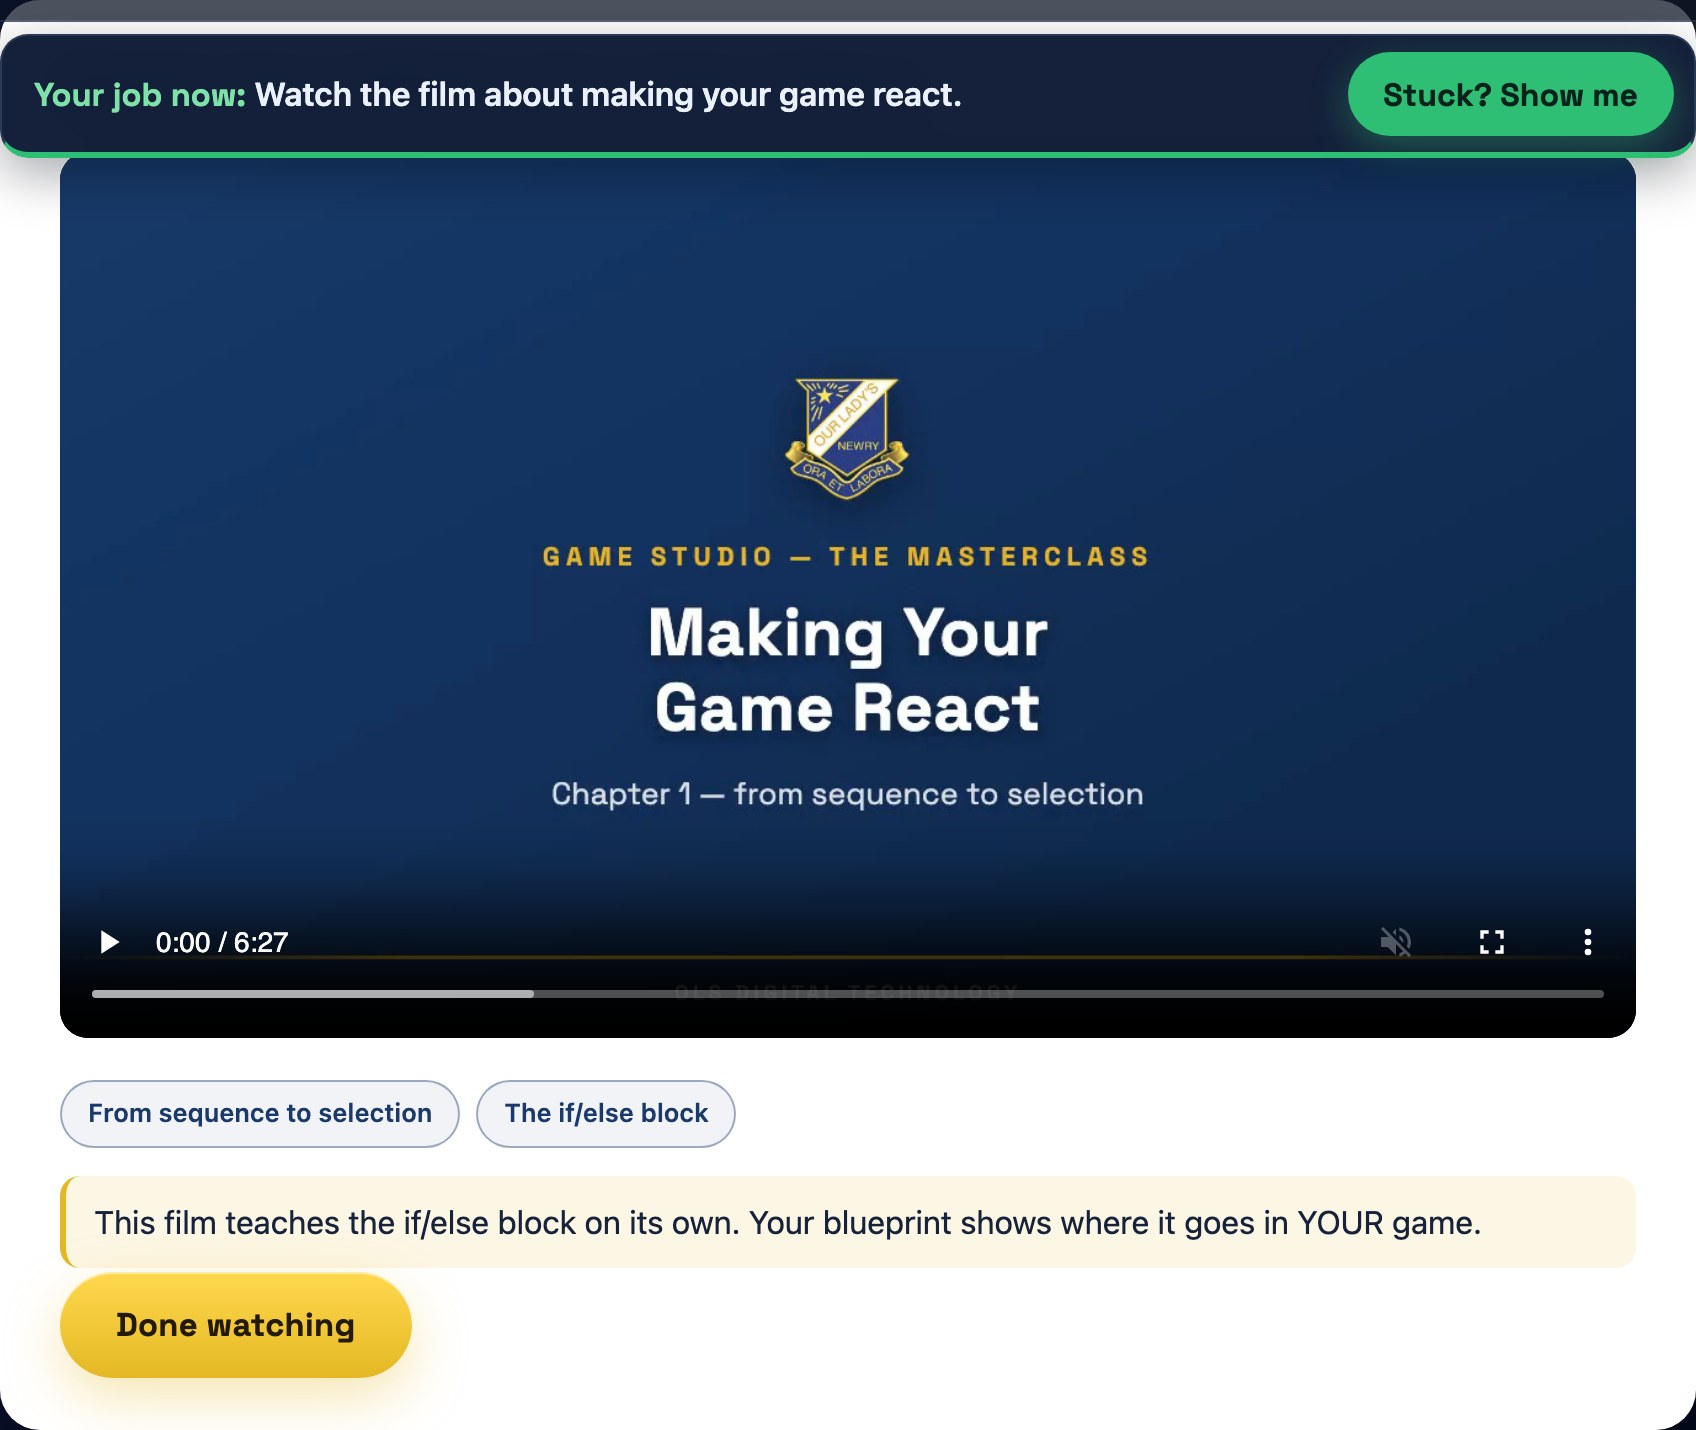 Your job now: Watch the film about making your game react.
Stuck? Show me
OUR LADY'S
NEWRY
ORA ET LABORA
GAME STUDIO — THE MASTERCLASS
Making Your
Game React
Chapter 1 — from sequence to selection
0:00 / 6:27
OLS DIGITAL TECHNOLOGY
From sequence to selection
The if/else block
This film teaches the if/else block on its own. Your blueprint shows where it goes in YOUR game.
Done watching